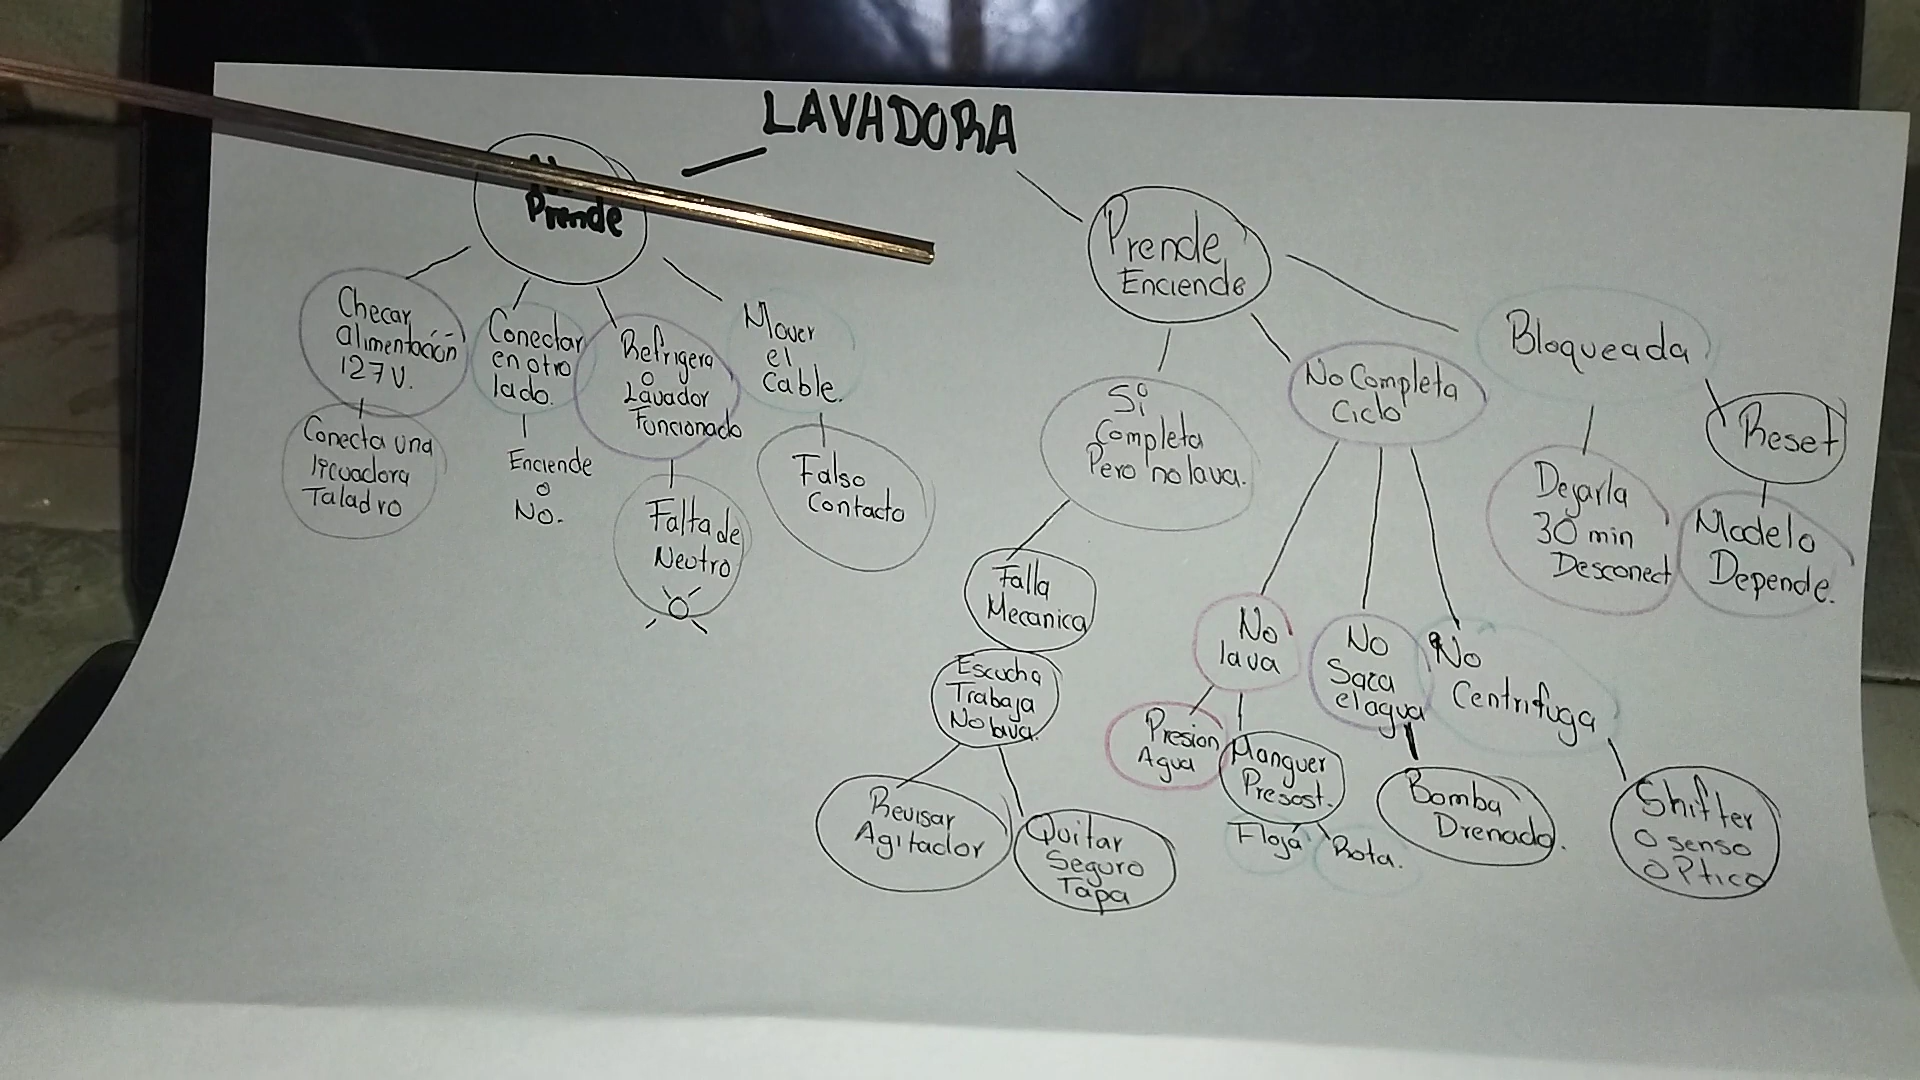 LAVADORA
Prende
Checar
alimentación
127V.
Conecta una
licuadora
Taladro
Conectar
en otro
lado.
Enciende
o
No.
Refrigera
o
Lavador
Funcionado
Falta de
Neutro
Mover
el
Cable.
Falso
Contacto
Prende
Enciende
Si
Completa
Pero no lava.
Falla
Mecanica
Escucha
Trabaja
No lava.
Revisar
Agitador
Quitar
Seguro
Tapa
No Completa
Ciclo
No
lava
Presion
Agua
Manguer
Presost.
Floja
Rota.
No
Saca
el agua
Bomba
Drenado.
No
Centrifuga
Shifter
o senso
optico
Bloqueada
Dejarla
30 min
Desconect
Reset
Modelo
Depende.